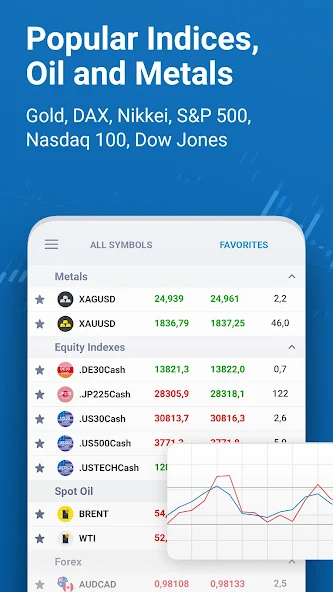 Popular Indices,
Oil and Metals
Gold, DAX, Nikkei, S&P 500,
Nasdaq 100, Dow Jones
ALL SYMBOLS FAVORITES
Metals
XAGUSD 24,939 24,961 2,2
XAUUSD 1836,79 1837,25 46,0
Equity Indexes
.DE30Cash 13821,3 13822,0 0,7
.JP225Cash 28305,9 28318,1 122
.US30Cash 30813,7 30816,3 2,6
.US500Cash 3771,3 3771,8 5,0
.USTECHCash 128
Spot Oil
BRENT 54,
WTI 52,
Forex
AUDCAD 0,98108 0,98133 2,5